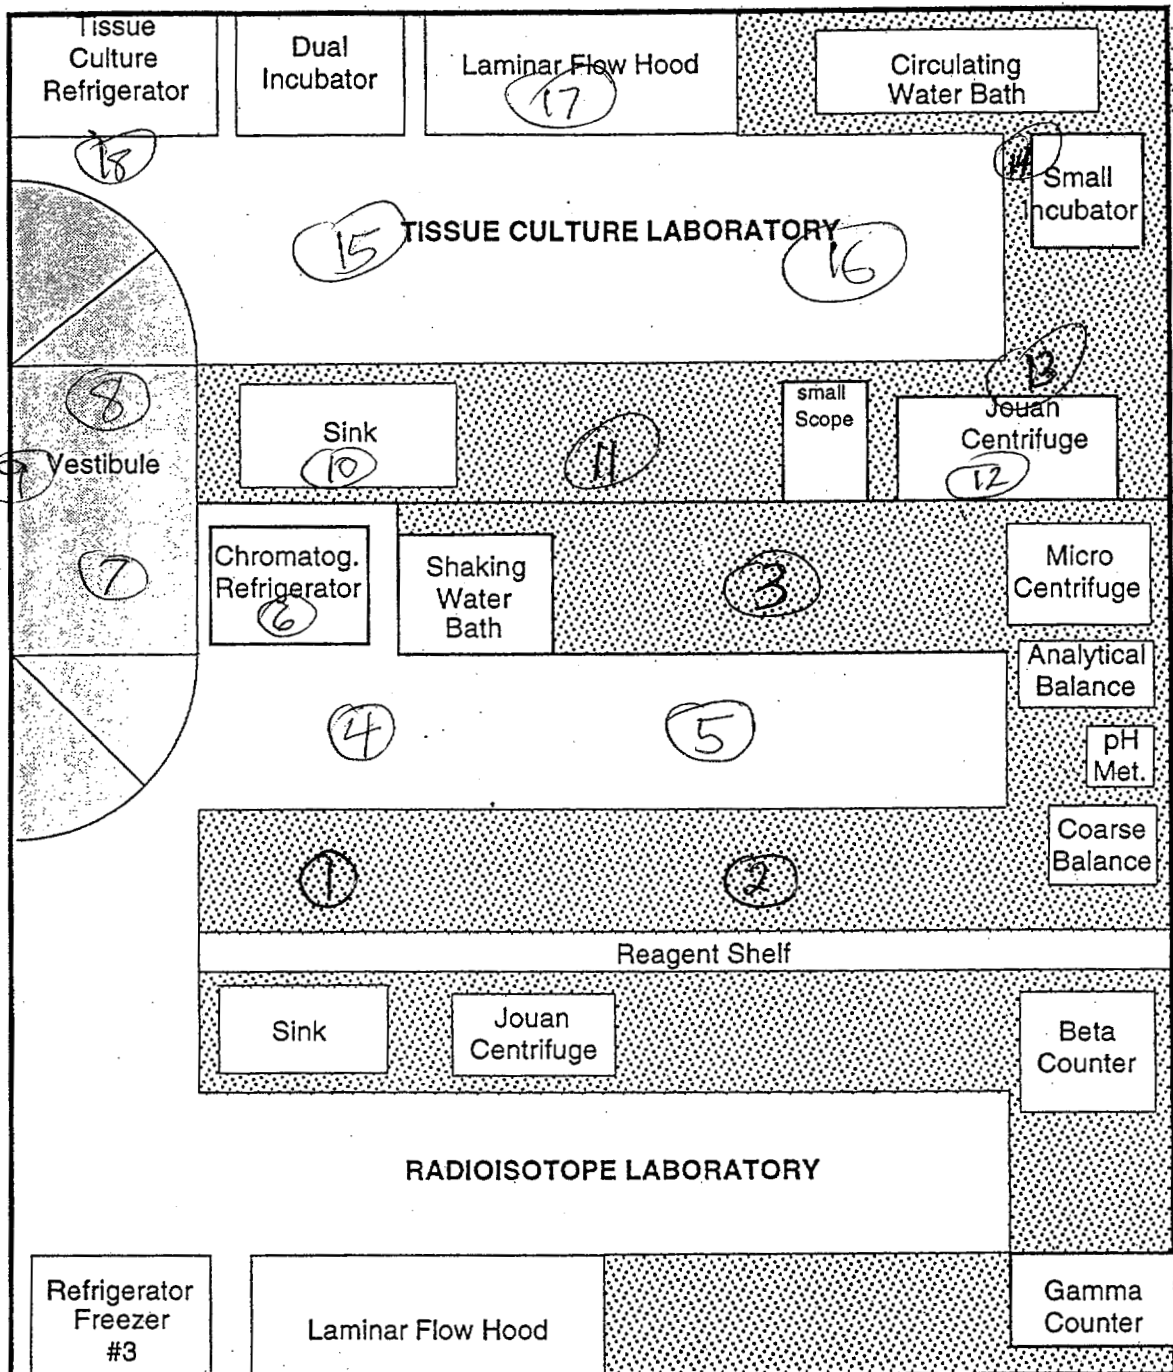 Tissue
Culture
Refrigerator
Dual
Incubator
Laminar Flow Hood
17
Circulating
Water Bath
18
14
Small
Incubator
TISSUE CULTURE LABORATORY
15
16
13
8
Sink
10
11
small
Scope
Jouan
Centrifuge
12
9
Vestibule
7
Chromatog.
Refrigerator
6
Shaking
Water
Bath
3
Micro
Centrifuge
Analytical
Balance
4
5
pH
Met.
Coarse
Balance
1
2
Reagent Shelf
Sink
Jouan
Centrifuge
Beta
Counter
RADIOISOTOPE LABORATORY
Refrigerator
Freezer
#3
Laminar Flow Hood
Gamma
Counter